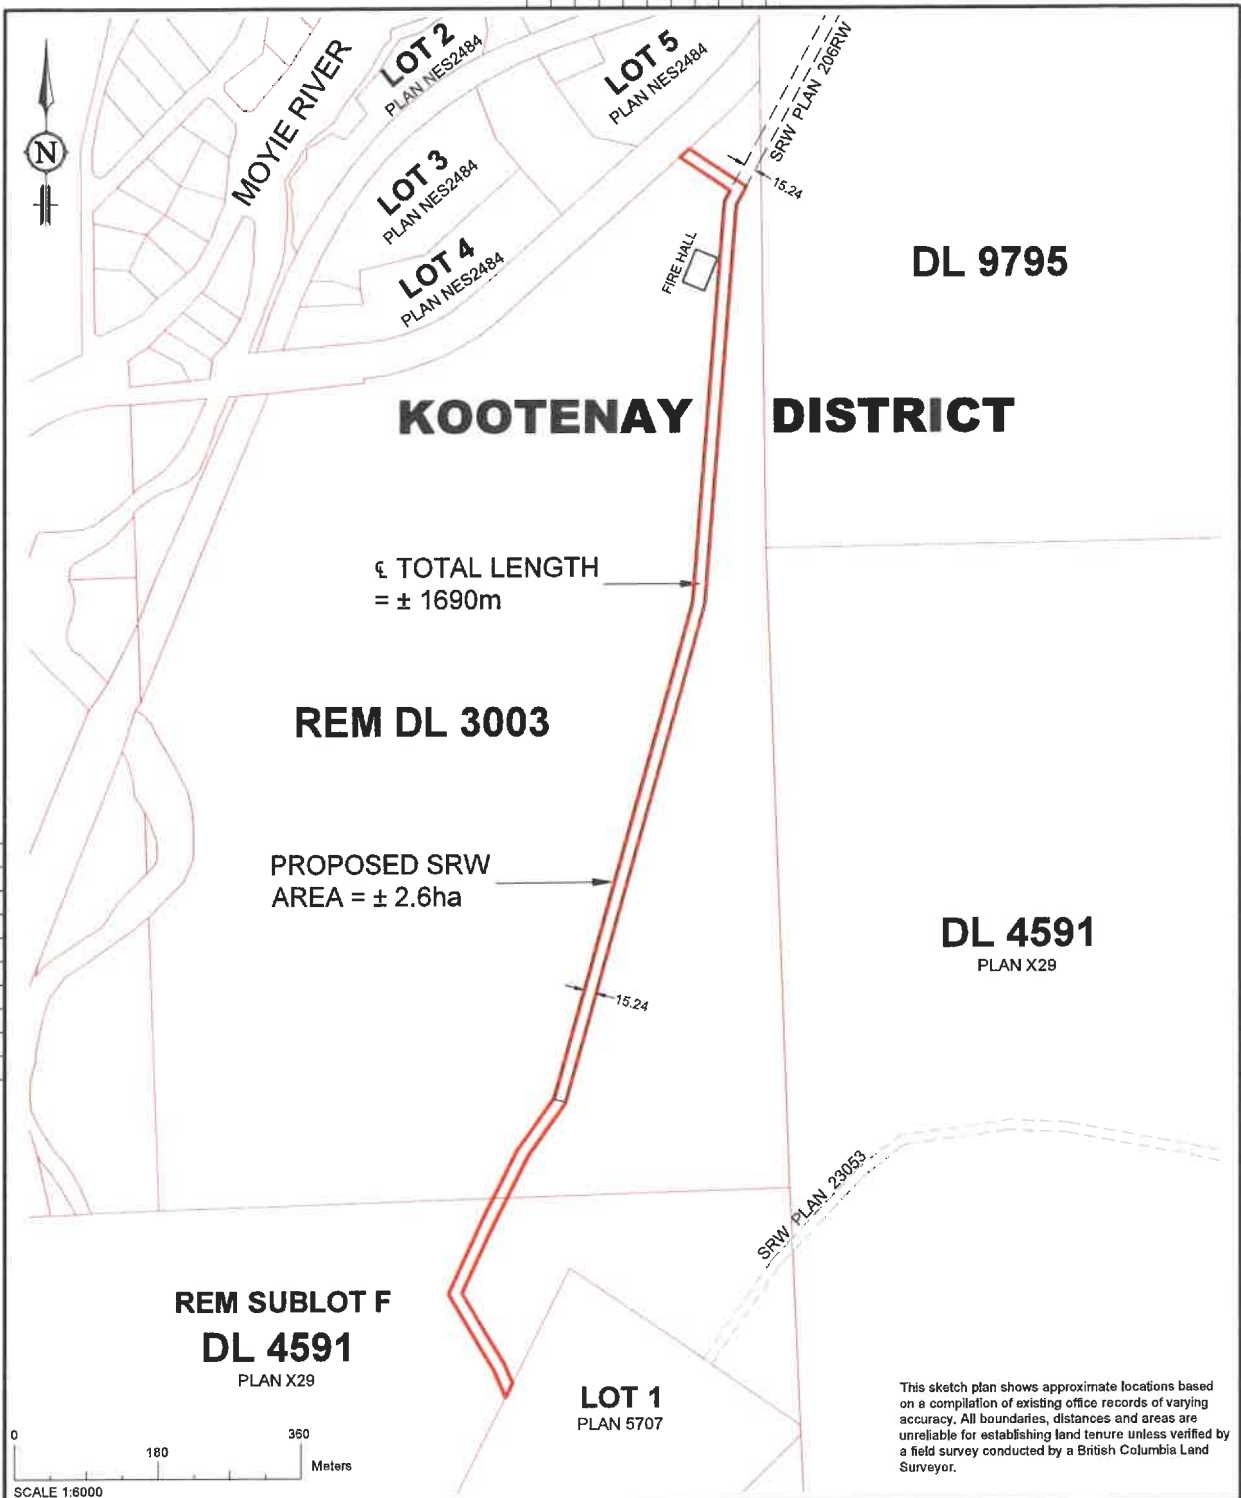 N
MOYIE RIVER
LOT 2
PLAN NES2484
LOT 5
PLAN NES2484
SRW PLAN 206RW
LOT 3
PLAN NES2484
15.24
LOT 4
PLAN NES2484
FIRE HALL
DL 9795
KOOTENAY DISTRICT
℄ TOTAL LENGTH
= ± 1690m
REM DL 3003
PROPOSED SRW
AREA = ± 2.6ha
DL 4591
PLAN X29
15.24
SRW PLAN 23053
REM SUBLOT F
DL 4591
PLAN X29
LOT 1
PLAN 5707
This sketch plan shows approximate locations based
on a compilation of existing office records of varying
accuracy. All boundaries, distances and areas are
unreliable for establishing land tenure unless verified by
a field survey conducted by a British Columbia Land
Surveyor.
0 180 360
Meters
SCALE 1:6000